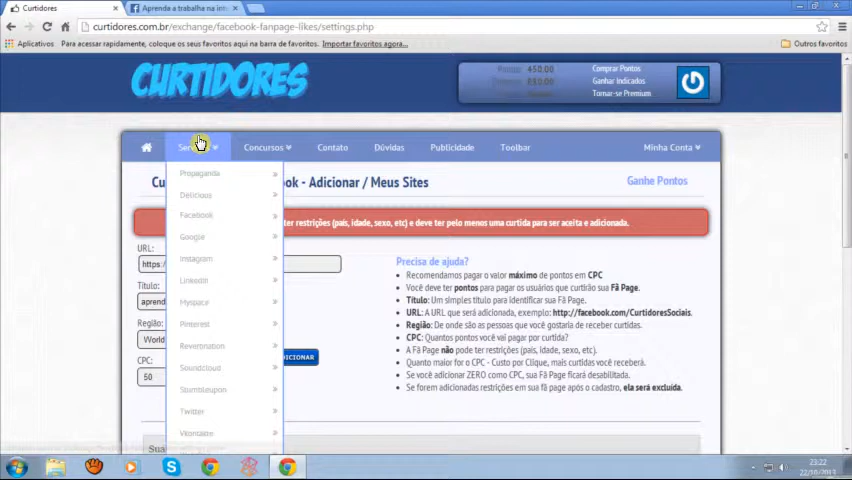 Curtidores
Aprenda a trabalha na int
curtidores.com.br/exchange/facebook-fanpage-likes/settings.php
Aplicativos
Para acessar rapidamente, coloque os seus favoritos aqui na barra de favoritos.
Importar favoritos agora...
Outros favoritos
CURTIDORES
450.00
R$0.00
Comprar Pontos
Ganhar Indicados
Tornar-se Premium
Concursos
Contato
Dúvidas
Publicidade
Toolbar
Minha Conta
Propaganda
Delicious
Facebook
Google
Instagram
LinkedIn
Myspace
Pinterest
Reverbnation
Soundcloud
Stumbleupon
Twitter
VKontakte
- Adicionar / Meus Sites
Ganhe Pontos
ter restrições (país, idade, sexo, etc) e deve ter pelo menos uma curtida para ser aceita e adicionada.
URL:
https:
Título:
Região:
World
CPC:
50
DICIONAR
Precisa de ajuda?
Recomendamos pagar o valor máximo de pontos em CPC
Você deve ter pontos para pagar os usuários que curtirão sua Fã Page.
Título: Um simples título para identificar sua Fã Page.
URL: A URL que será adicionada, exemplo: http://facebook.com/CurtidoresSociais.
Região: De onde são as pessoas que você gostaria de receber curtidas.
CPC: Quantos pontos você vai pagar por curtida?
A Fã Page não pode ter restrições (país, idade, sexo, etc).
Quanto maior for o CPC - Custo por Clique, mais curtidas você receberá.
Se você adicionar ZERO como CPC, sua Fã Page ficará desabilitada.
Se forem adicionadas restrições em sua fã page após o cadastro, ela será excluída.
23:22
22/10/2013